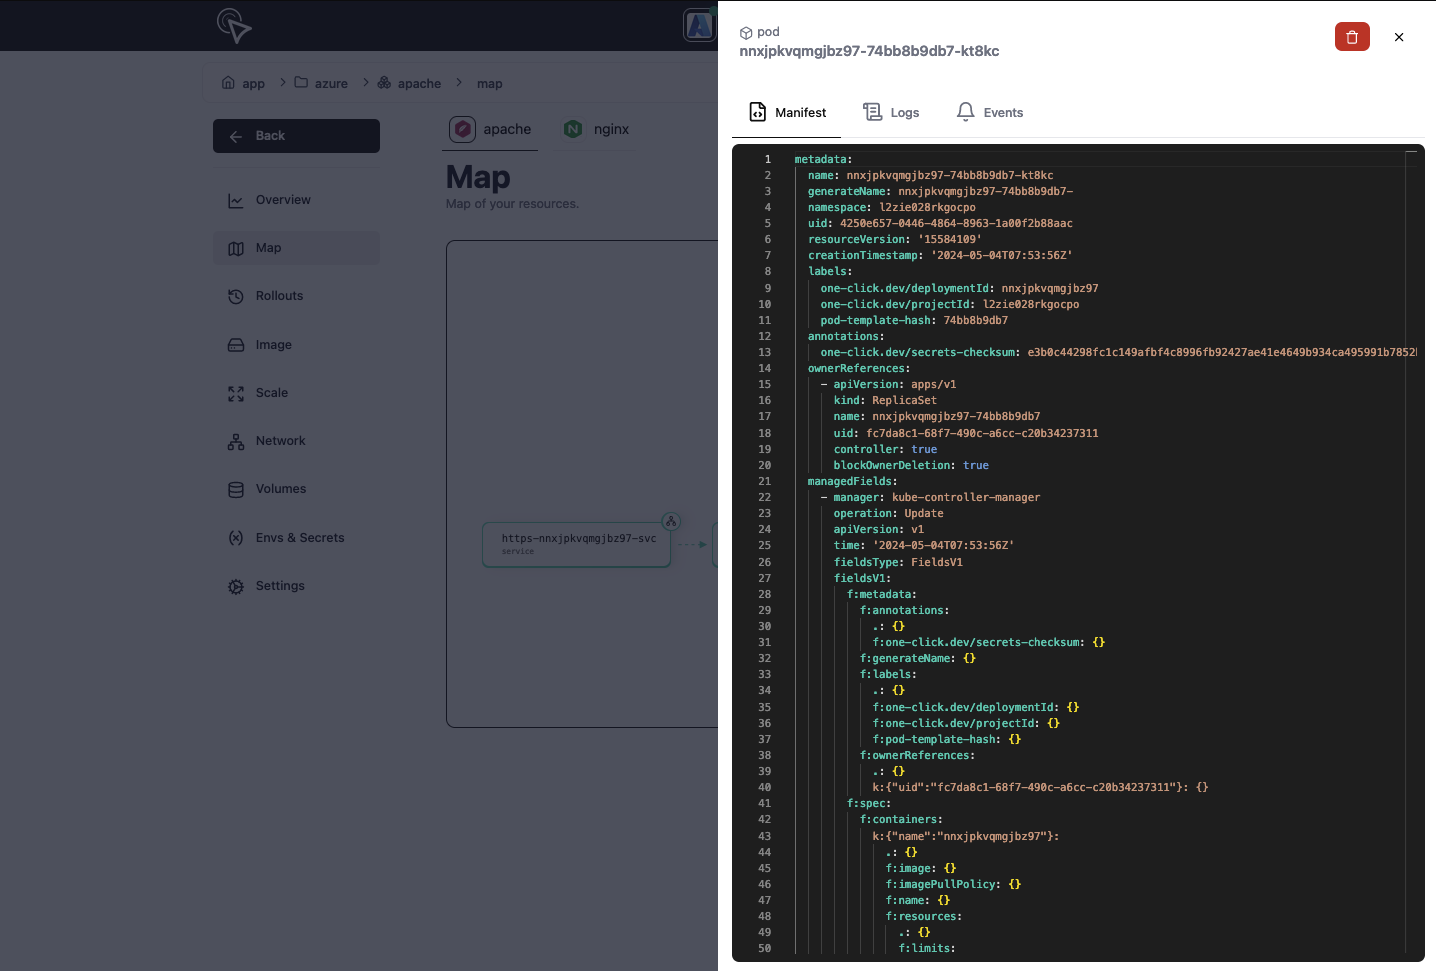 app
azure
apache
map
Back
Overview
Map
Rollouts
Image
Scale
Network
Volumes
Envs & Secrets
Settings
apache
nginx
Map
Map of your resources.
https-nnxjpkvqmgjbz97-svc
service
pod
nnxjpkvqmgjbz97-74bb8b9db7-kt8kc
Manifest
Logs
Events
1 metadata:
2 name: nnxjpkvqmgjbz97-74bb8b9db7-kt8kc
3 generateName: nnxjpkvqmgjbz97-74bb8b9db7-
4 namespace: l2zie028rkgocpo
5 uid: 4250e657-0446-4864-8963-1a00f2b88aac
6 resourceVersion: '15584109'
7 creationTimestamp: '2024-05-04T07:53:56Z'
8 labels:
9 one-click.dev/deploymentId: nnxjpkvqmgjbz97
10 one-click.dev/projectId: l2zie028rkgocpo
11 pod-template-hash: 74bb8b9db7
12 annotations:
13 one-click.dev/secrets-checksum: e3b0c44298fc1c149afbf4c8996fb92427ae41e4649b934ca495991b7852
14 ownerReferences:
15 - apiVersion: apps/v1
16 kind: ReplicaSet
17 name: nnxjpkvqmgjbz97-74bb8b9db7
18 uid: fc7da8c1-68f7-490c-a6cc-c20b34237311
19 controller: true
20 blockOwnerDeletion: true
21 managedFields:
22 - manager: kube-controller-manager
23 operation: Update
24 apiVersion: v1
25 time: '2024-05-04T07:53:56Z'
26 fieldsType: FieldsV1
27 fieldsV1:
28 f:metadata:
29 f:annotations:
30 .: {}
31 f:one-click.dev/secrets-checksum: {}
32 f:generateName: {}
33 f:labels:
34 .: {}
35 f:one-click.dev/deploymentId: {}
36 f:one-click.dev/projectId: {}
37 f:pod-template-hash: {}
38 f:ownerReferences:
39 .: {}
40 k:{"uid":"fc7da8c1-68f7-490c-a6cc-c20b34237311"}: {}
41 f:spec:
42 f:containers:
43 k:{"name":"nnxjpkvqmgjbz97"}:
44 .: {}
45 f:image: {}
46 f:imagePullPolicy: {}
47 f:name: {}
48 f:resources:
49 .: {}
50 f:limits: